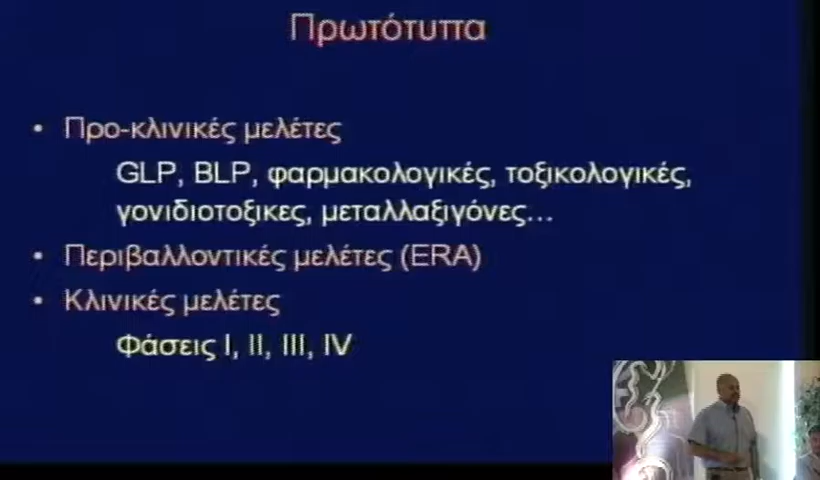 Πρωτότυπα
• Προ-κλινικές μελέτες
GLP, BLP, φαρμακολογικές, τοξικολογικές,
γονιδιοτοξικες, μεταλλαξιγόνες...
• Περιβαλλοντικές μελέτες (ERA)
• Κλινικές μελέτες
Φάσεις I, II, III, IV